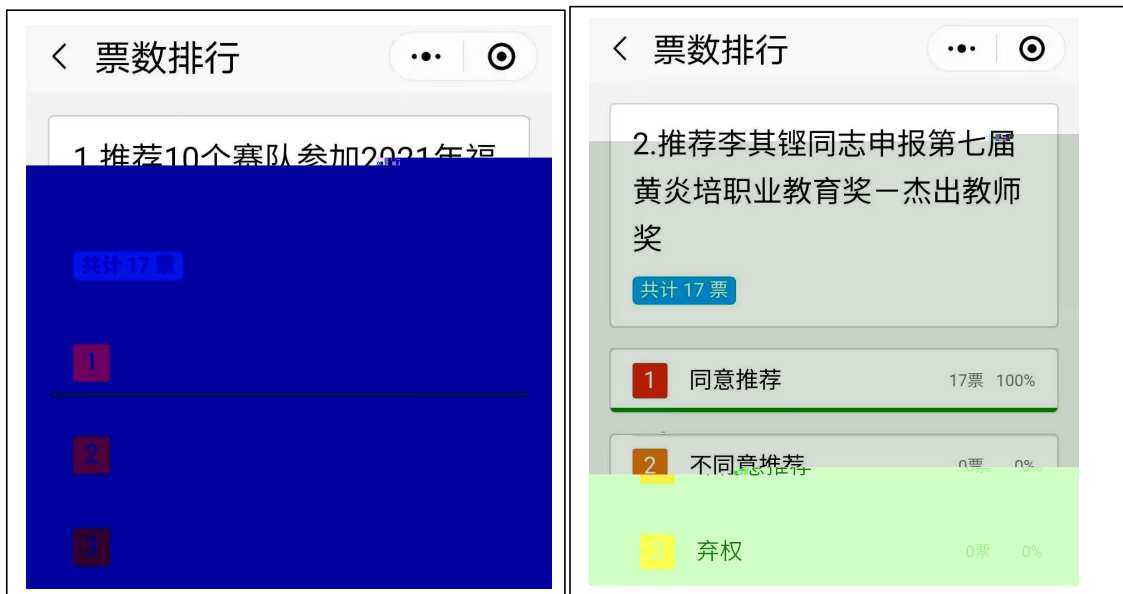 票数排行
1.推荐10个赛队参加2021年福
共计 17 票
1
2
3
票数排行
2.推荐李其铿同志申报第七届
黄炎培职业教育奖－杰出教师
奖
共计 17 票
1 同意推荐 17票 100%
2 不同意推荐 0票 0%
3 弃权 0票 0%